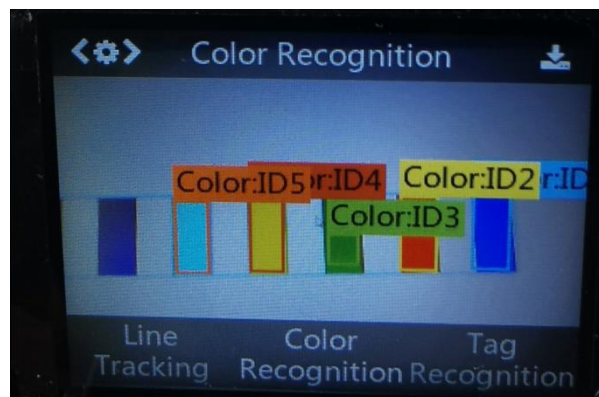 Color Recognition
Color:ID5
r:ID4
Color:ID2
r:ID
Color:ID3
Line Tracking
Color Recognition
Tag Recognition